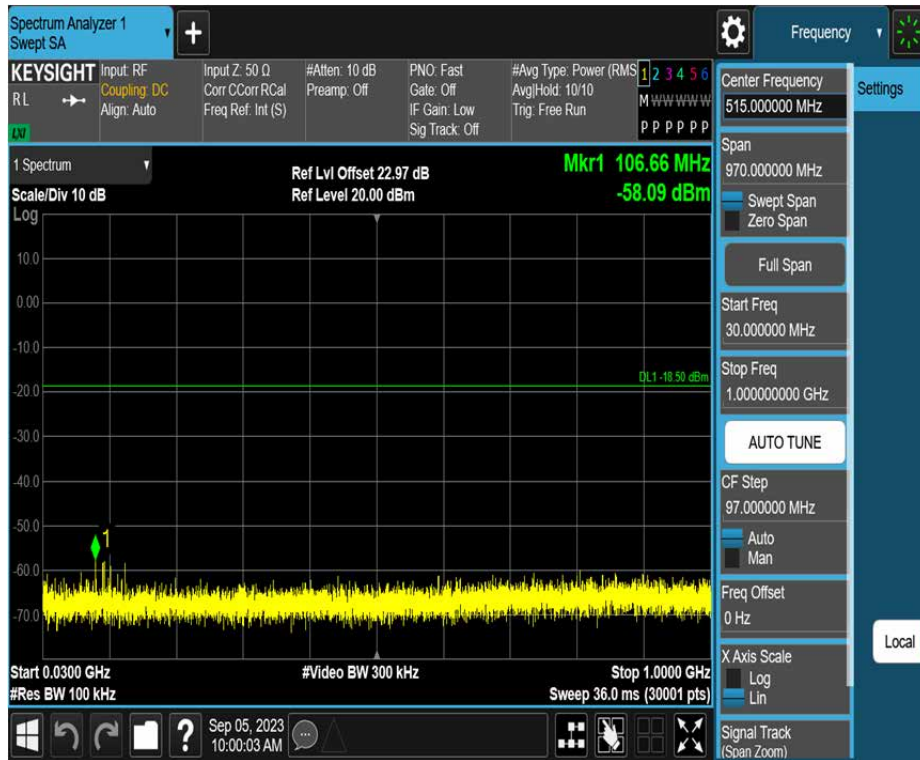 Spectrum Analyzer 1
Swept SA
+
Frequency
KEYSIGHT
RL
LXI
Input: RF
Coupling: DC
Align: Auto
Input Z: 50 Ω
Corr CCorr RCal
Freq Ref: Int (S)
#Atten: 10 dB
Preamp: Off
PNO: Fast
Gate: Off
IF Gain: Low
Sig Track: Off
#Avg Type: Power (RMS
Avg|Hold: 10/10
Trig: Free Run
1 2 3 4 5 6
M W W W W W
P P P P P P
1 Spectrum
Scale/Div 10 dB
Log
Ref Lvl Offset 22.97 dB
Ref Level 20.00 dBm
Mkr1 106.66 MHz
-58.09 dBm
10.0
0.00
-10.0
-20.0
-30.0
-40.0
-50.0
-60.0
-70.0
DL1 -18.50 dBm
1
Start 0.0300 GHz
#Res BW 100 kHz
#Video BW 300 kHz
Stop 1.0000 GHz
Sweep 36.0 ms (30001 pts)
?
Sep 05, 2023
10:00:03 AM
Center Frequency
515.000000 MHz
Span
970.000000 MHz
Swept Span
Zero Span
Full Span
Start Freq
30.000000 MHz
Stop Freq
1.000000000 GHz
AUTO TUNE
CF Step
97.000000 MHz
Auto
Man
Freq Offset
0 Hz
X Axis Scale
Log
Lin
Signal Track
(Span Zoom)
Settings
Local